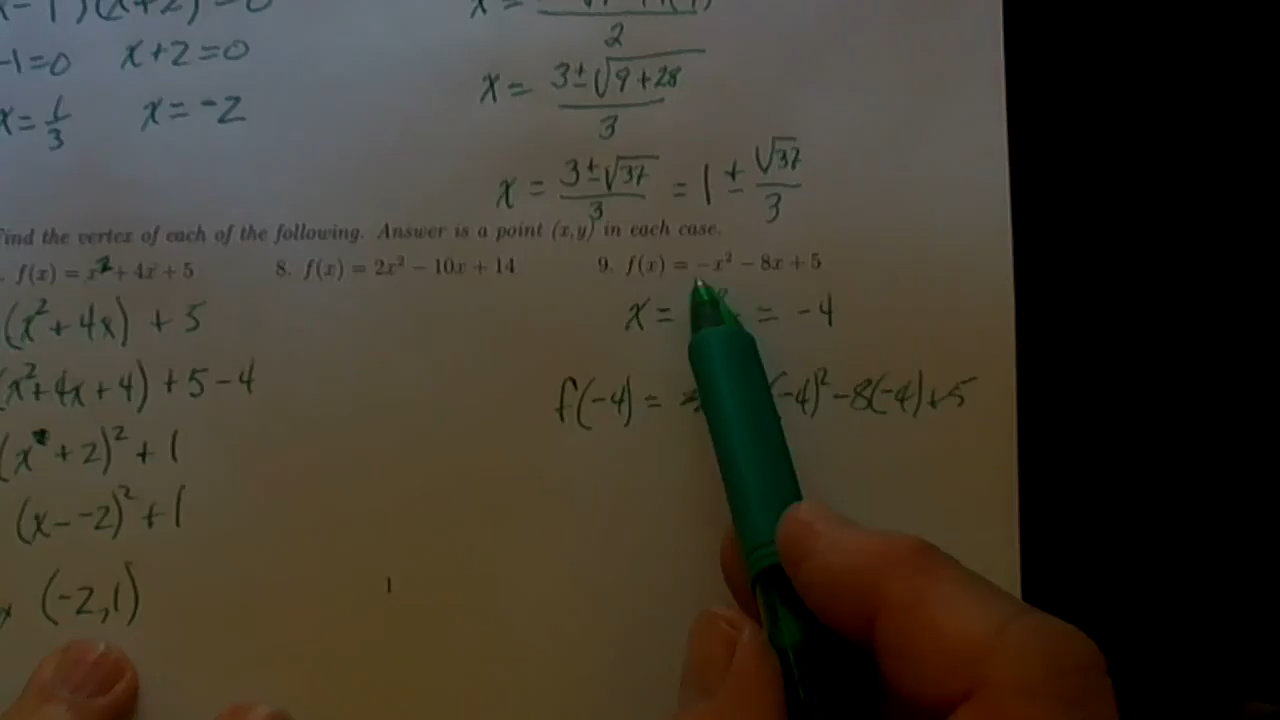 x-1)(x+2)=0
-1=0 x+2=0
x=1/3 x=-2
2
x= 3±√9+28 / 3
x = 3±√37 / 3 = 1 ± √37 / 3
Find the vertex of each of the following. Answer is a point (x,y) in each case.
f(x) = x²+4x+5
(x²+4x) +5
(x²+4x+4)+5-4
(x+2)²+1
(x--2)²+1
(-2,1)
8. f(x) = 2x² − 10x + 14
9. f(x) = −x² − 8x + 5
x= = -4
f(-4) = (-4)²-8(-4)+5
1